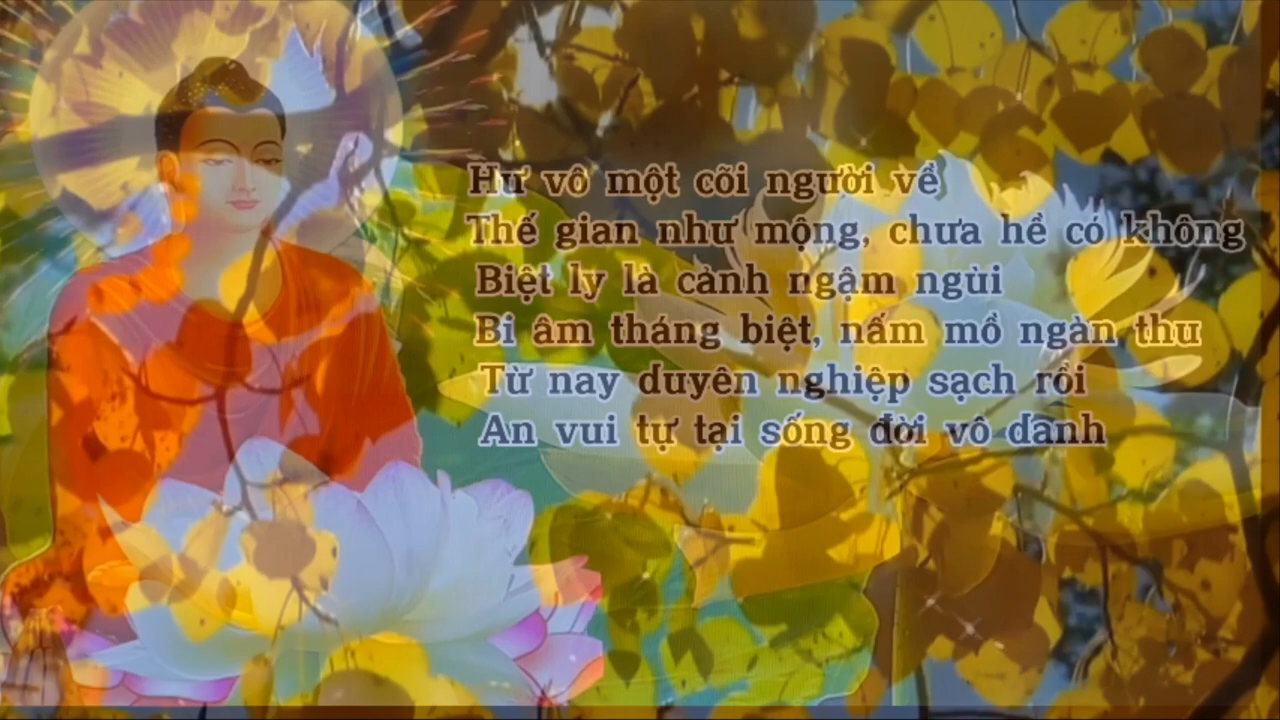 Hư vô một cõi người về
Thế gian như mộng, chưa hề có không
Biệt ly là cảnh ngậm ngùi
Bi âm tháng biệt, nấm mồ ngàn thu
Từ nay duyên nghiệp sạch rồi
An vui tự tại sống đời vô danh